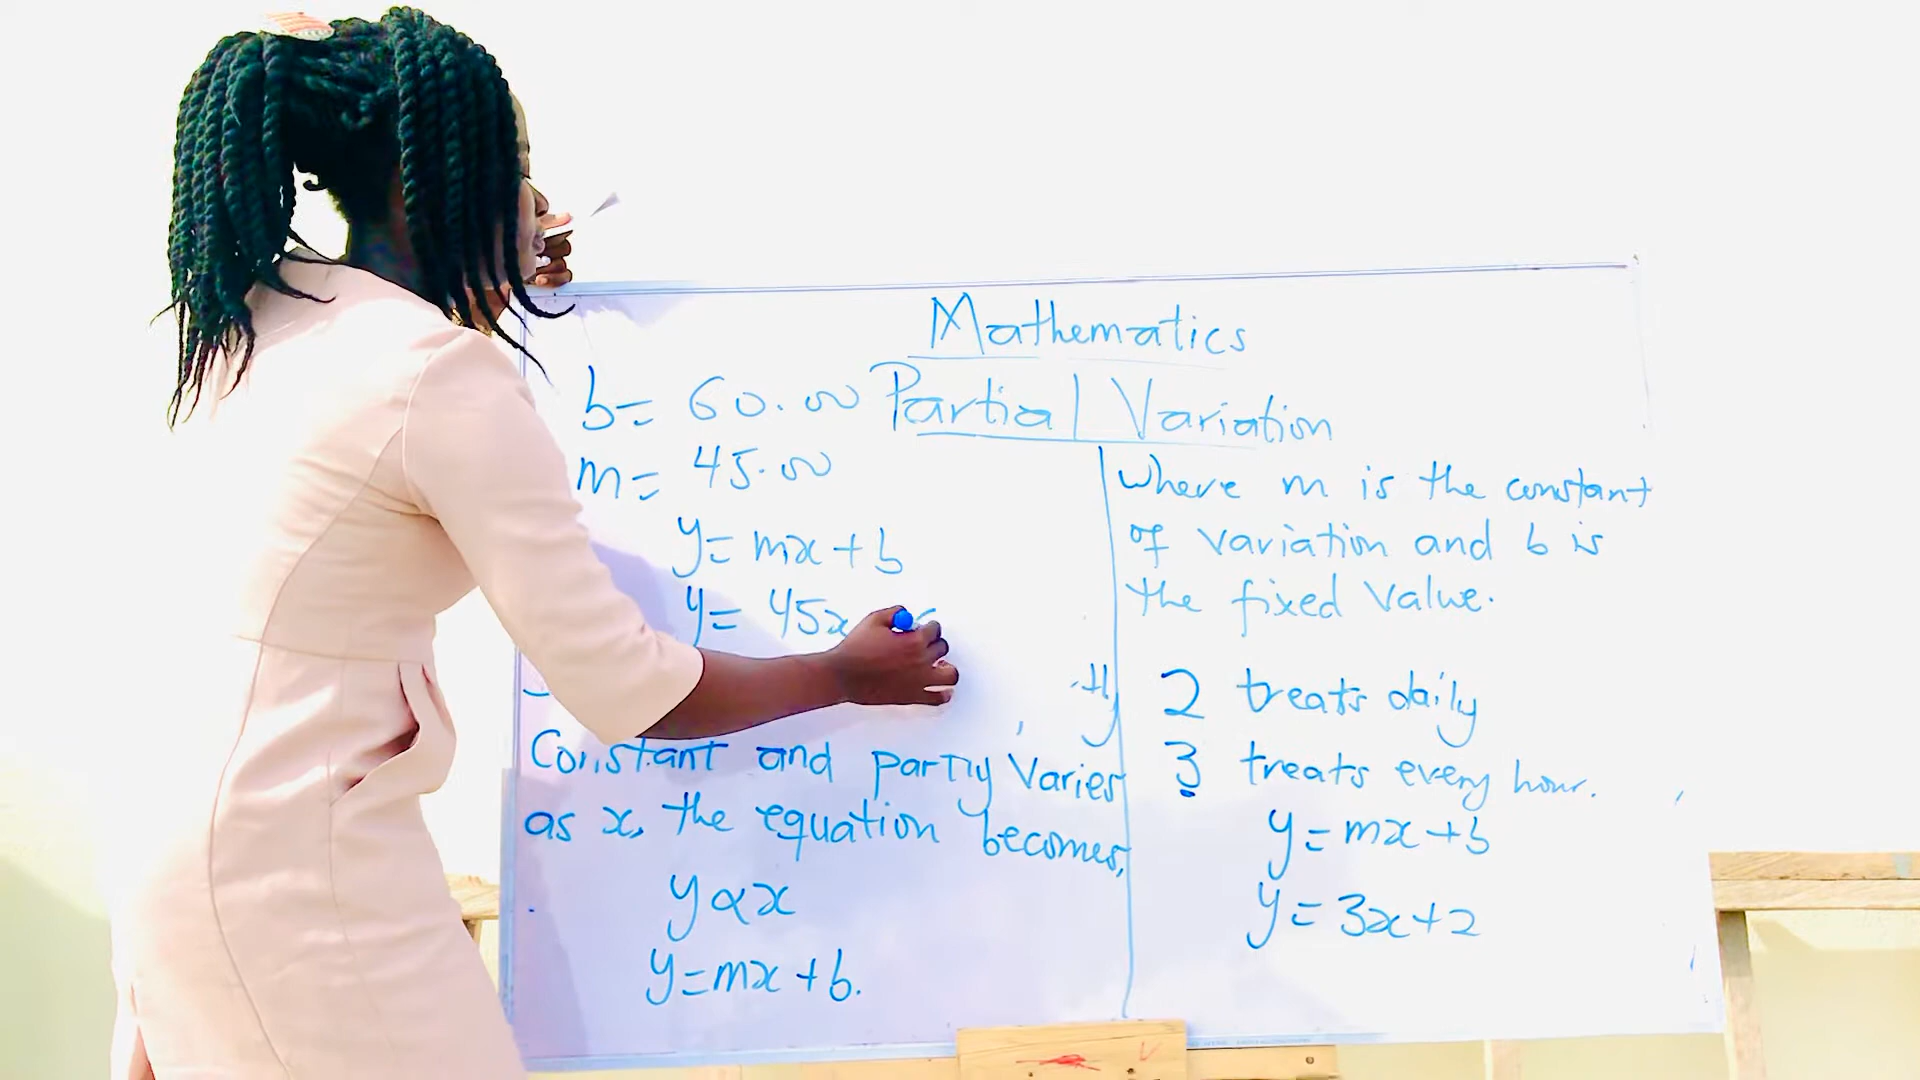 Mathematics
Partial Variation
b= 60.00
m= 45.00
y= mx+b
y= 45x
Constant and partly varies
as x, the equation becomes,
y∝x
y=mx+b.
Where m is the constant
of variation and b is
the fixed value.
2 treats daily
3 treats every hour.
y=mx+b
y=3x+2